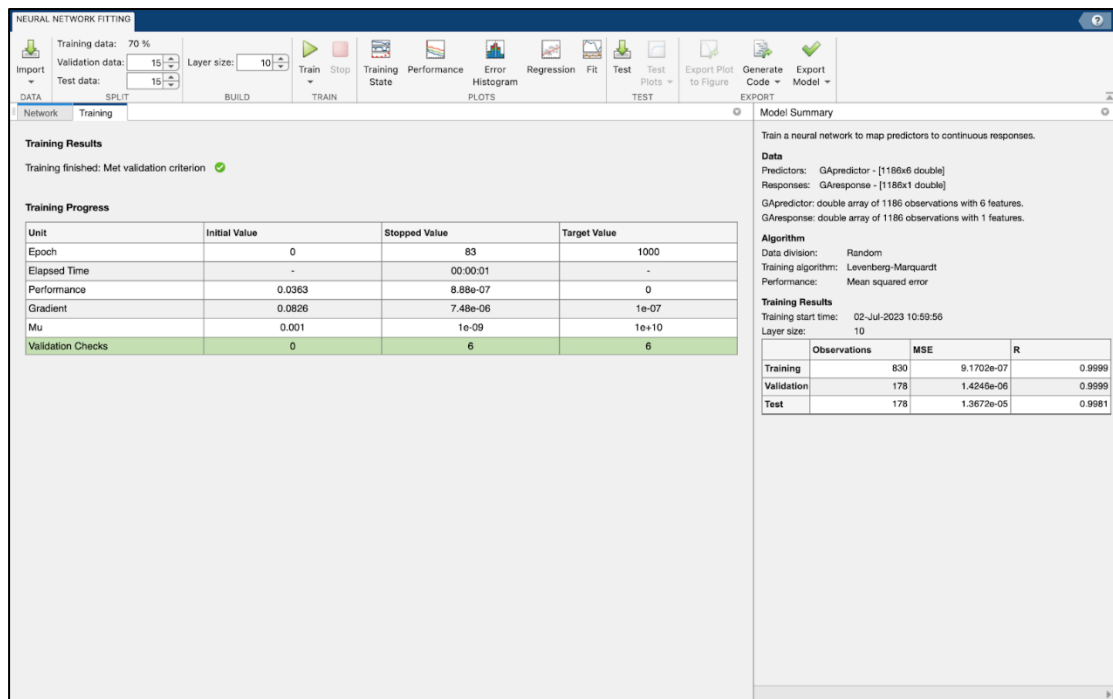 NEURAL NETWORK FITTING
?
Import
Training data: 70 %
Validation data: 15
Test data: 15
Layer size: 10
Train Stop
Training State
Performance
Error Histogram
Regression Fit
Test
Test Plots
Export Plot to Figure
Generate Code
Export Model
DATA SPLIT BUILD TRAIN PLOTS TEST EXPORT
Network Training
Training Results
Training finished: Met validation criterion
Training Progress
Unit Initial Value Stopped Value Target Value
Epoch 0 83 1000
Elapsed Time - 00:00:01 -
Performance 0.0363 8.88e-07 0
Gradient 0.0826 7.48e-06 1e-07
Mu 0.001 1e-09 1e+10
Validation Checks 0 6 6
Model Summary
Train a neural network to map predictors to continuous responses.
Data
Predictors: GApredictor - [1186x6 double]
Responses: GAresponse - [1186x1 double]
GApredictor: double array of 1186 observations with 6 features.
GAresponse: double array of 1186 observations with 1 features.
Algorithm
Data division: Random
Training algorithm: Levenberg-Marquardt
Performance: Mean squared error
Training Results
Training start time: 02-Jul-2023 10:59:56
Layer size: 10
Observations MSE R
Training 830 9.1702e-07 0.9999
Validation 178 1.4246e-06 0.9999
Test 178 1.3672e-05 0.9981